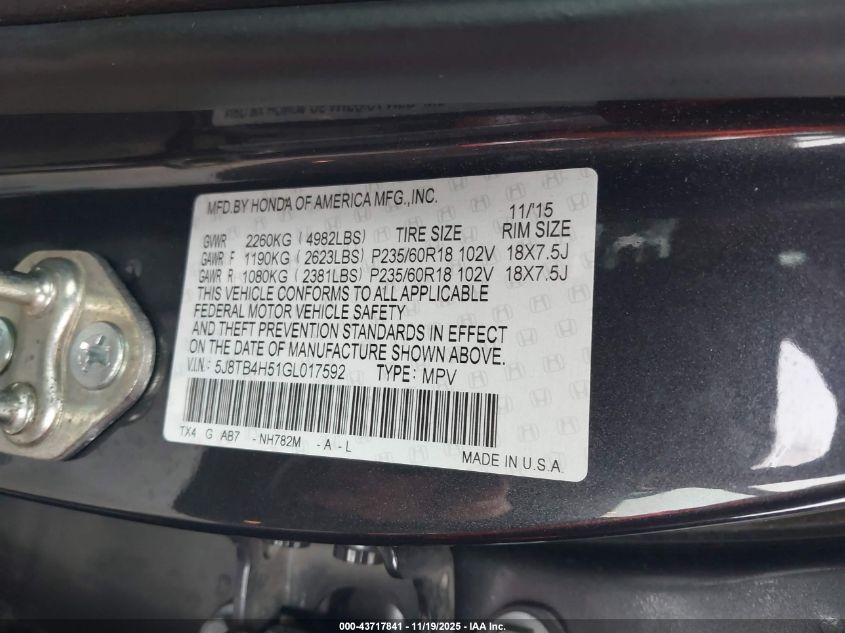 MFD.BY HONDA OF AMERICA MFG.,INC.
11/'15
GVWR 2260KG (4982LBS) TIRE SIZE RIM SIZE
GAWR F 1190KG (2623LBS) P235/60R18 102V 18X7.5J
GAWR R 1080KG (2381LBS) P235/60R18 102V 18X7.5J
THIS VEHICLE CONFORMS TO ALL APPLICABLE
FEDERAL MOTOR VEHICLE SAFETY
AND THEFT PREVENTION STANDARDS IN EFFECT
ON THE DATE OF MANUFACTURE SHOWN ABOVE.
V.I.N.: 5J8TB4H51GL017592 TYPE: MPV
TX4 G AB7 - NH782M - A - L
MADE IN U.S.A.
000-43717841 - 11/19/2025 - IAA Inc.